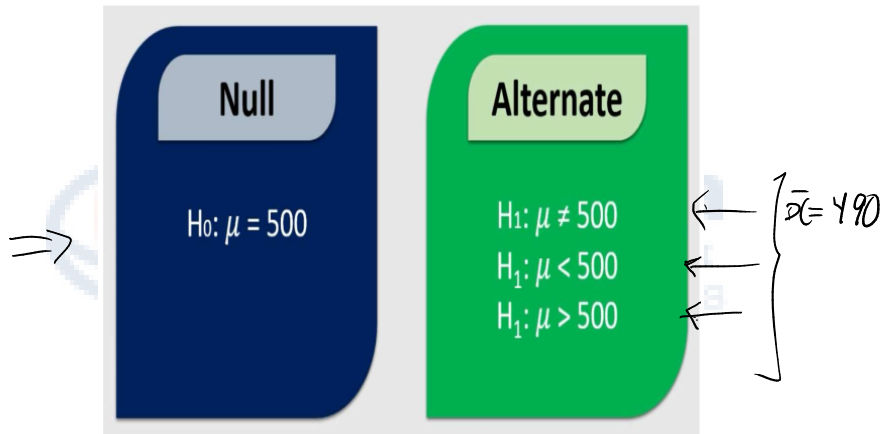 Null
H₀: μ = 500
Alternate
H₁: μ ≠ 500
H₁: μ < 500
H₁: μ > 500
x̄ = 490